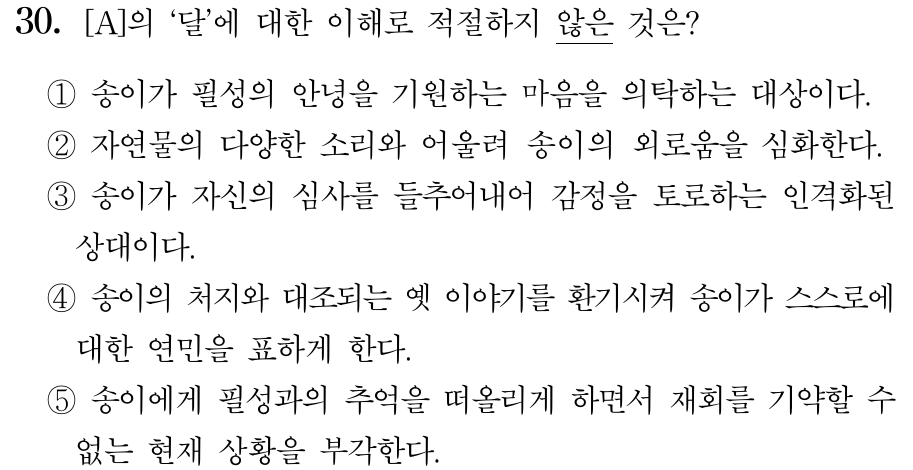 30. [A]의 ‘달’에 대한 이해로 적절하지 않은 것은?
① 송이가 필성의 안녕을 기원하는 마음을 의탁하는 대상이다.
② 자연물의 다양한 소리와 어울려 송이의 외로움을 심화한다.
③ 송이가 자신의 심사를 들추어내어 감정을 토로하는 인격화된
상대이다.
④ 송이의 처지와 대조되는 옛 이야기를 환기시켜 송이가 스스로에
대한 연민을 표하게 한다.
⑤ 송이에게 필성과의 추억을 떠올리게 하면서 재회를 기약할 수
없는 현재 상황을 부각한다.